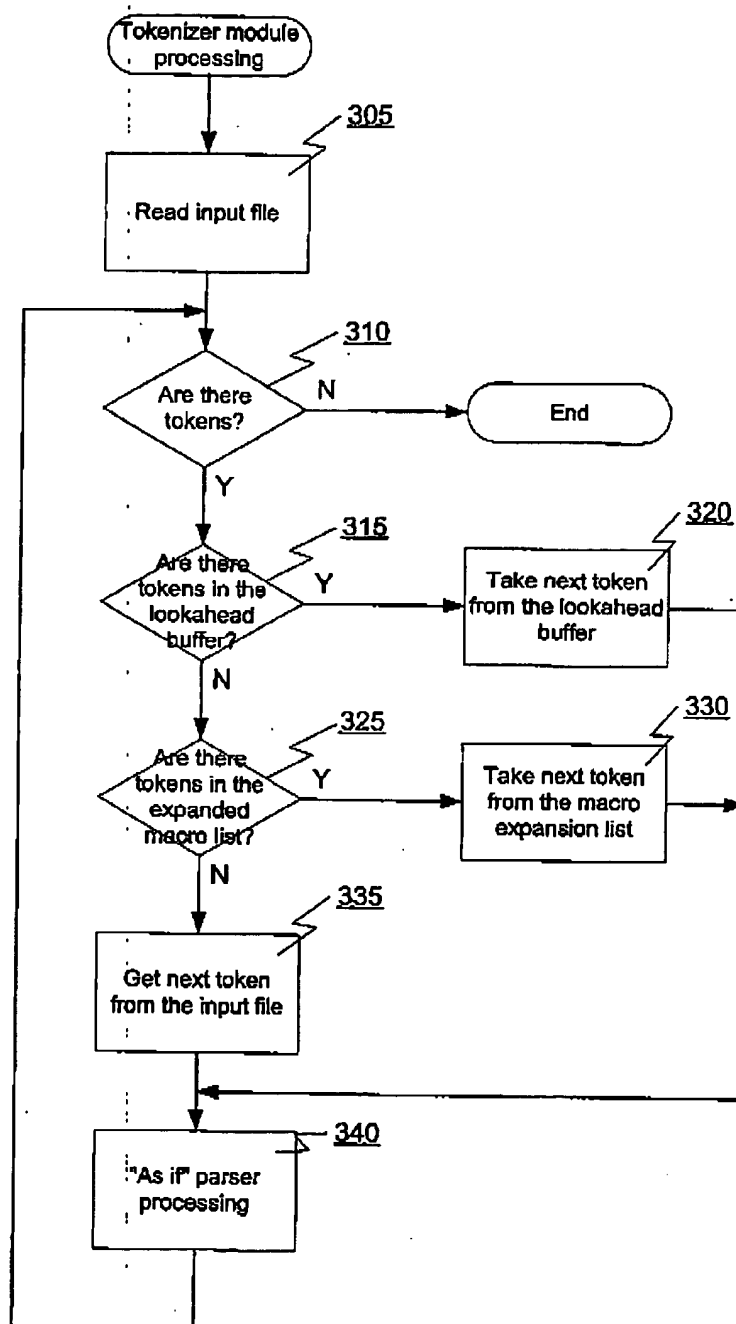 Tokenizer module
processing
305
Read input file
310
Are there
tokens?
N
End
Y
315
Are there
tokens in the
lookahead
buffer?
Y
320
Take next token
from the lookahead
buffer
N
325
Are there
tokens in the
expanded
macro list?
Y
330
Take next token
from the macro
expansion list
N
335
Get next token
from the input file
340
"As if" parser
processing